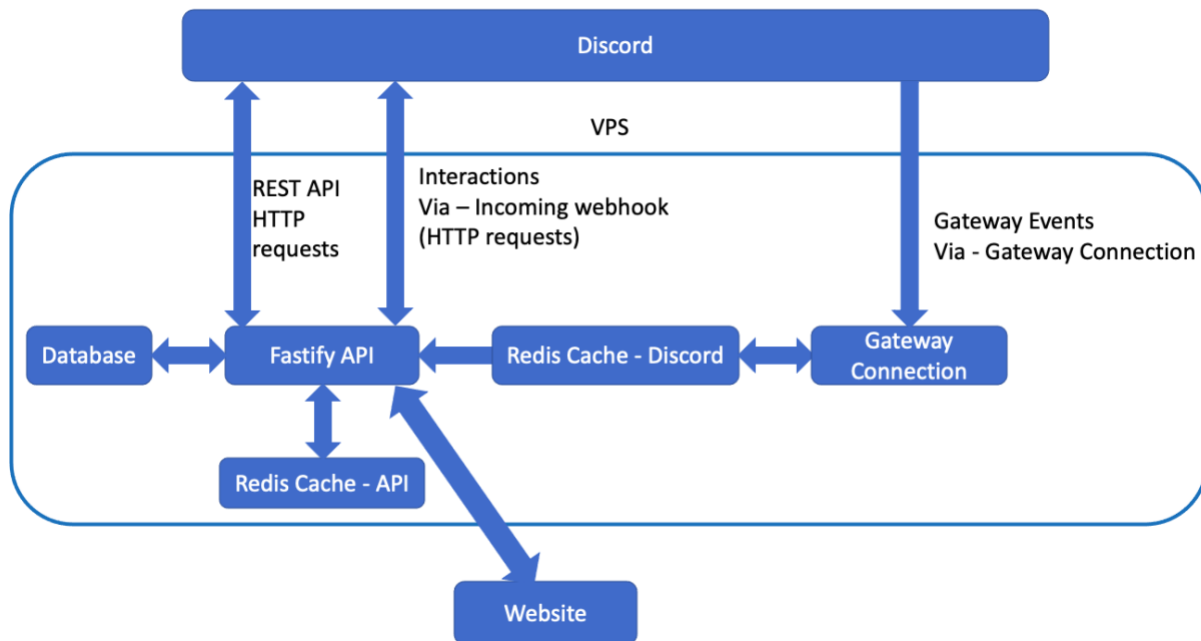 Discord
VPS
REST API
HTTP
requests
Interactions
Via – Incoming webhook
(HTTP requests)
Gateway Events
Via - Gateway Connection
Database
Fastify API
Redis Cache - Discord
Gateway
Connection
Redis Cache - API
Website